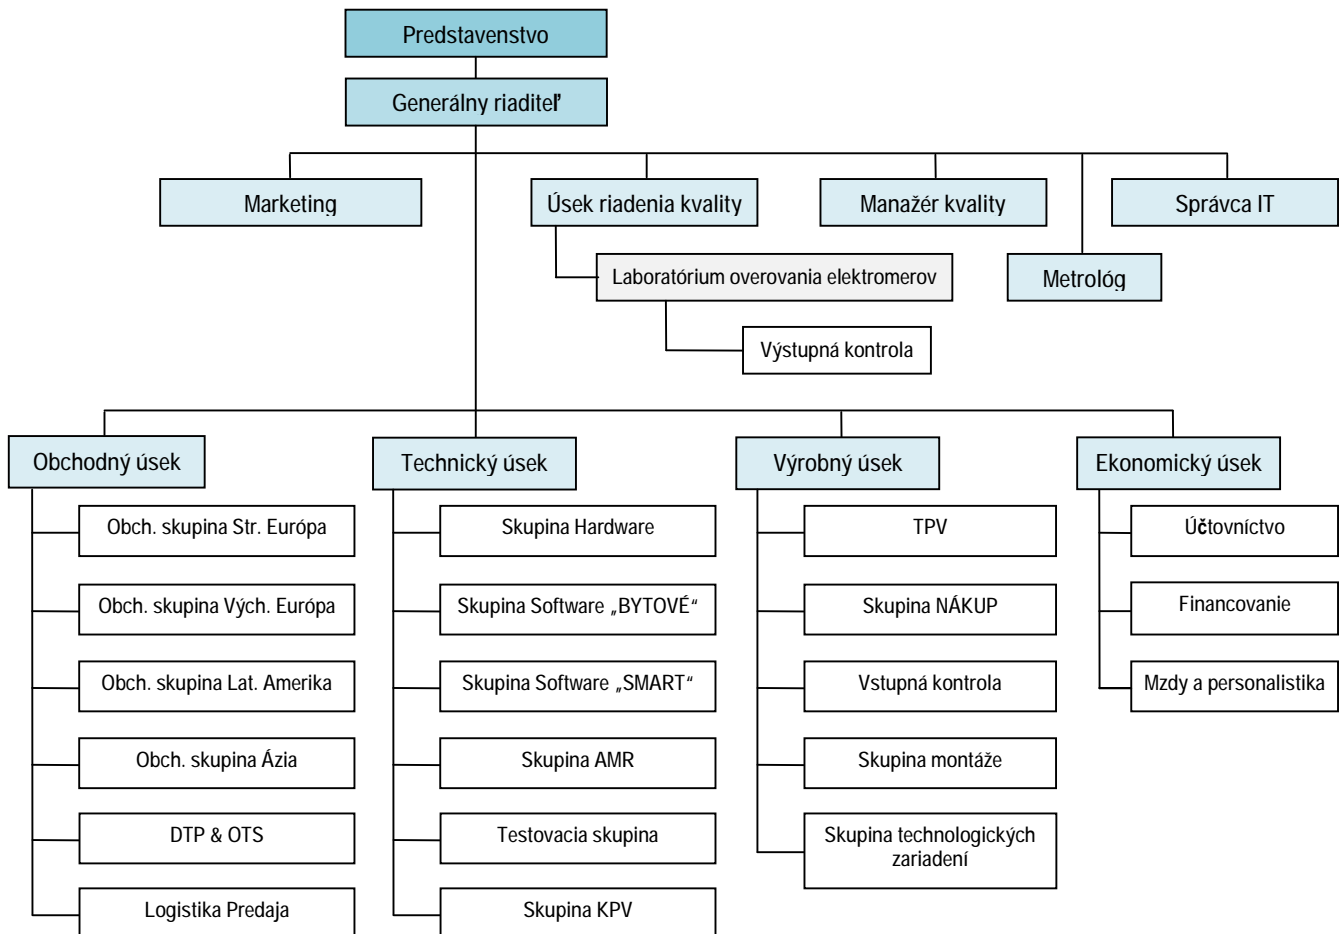 Predstavenstvo
Generálny riaditeľ
Marketing
Úsek riadenia kvality
Manažér kvality
Správca IT
Laboratórium overovania elektromerov
Metrológ
Výstupná kontrola
Obchodný úsek
Technický úsek
Výrobný úsek
Ekonomický úsek
Obch. skupina Str. Európa
Skupina Hardware
TPV
Účtovníctvo
Obch. skupina Vých. Európa
Skupina Software „BYTOVÉ“
Skupina NÁKUP
Financovanie
Obch. skupina Lat. Amerika
Skupina Software „SMART“
Vstupná kontrola
Mzdy a personalistika
Obch. skupina Ázia
Skupina AMR
Skupina montáže
DTP & OTS
Testovacia skupina
Skupina technologických
zariadení
Logistika Predaja
Skupina KPV